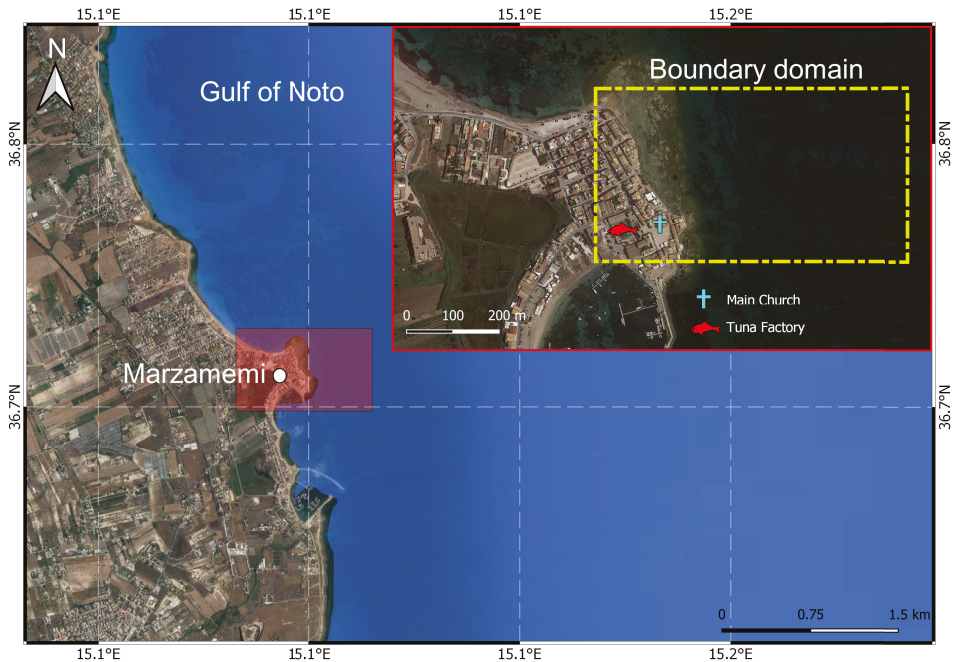 15.1°E 15.1°E 15.1°E 15.2°E
N
Gulf of Noto
Boundary domain
36.8°N 36.8°N
0 100 200 m
Main Church
Tuna Factory
Marzamemi
36.7°N 36.7°N
0 0.75 1.5 km
15.1°E 15.1°E 15.1°E 15.2°E